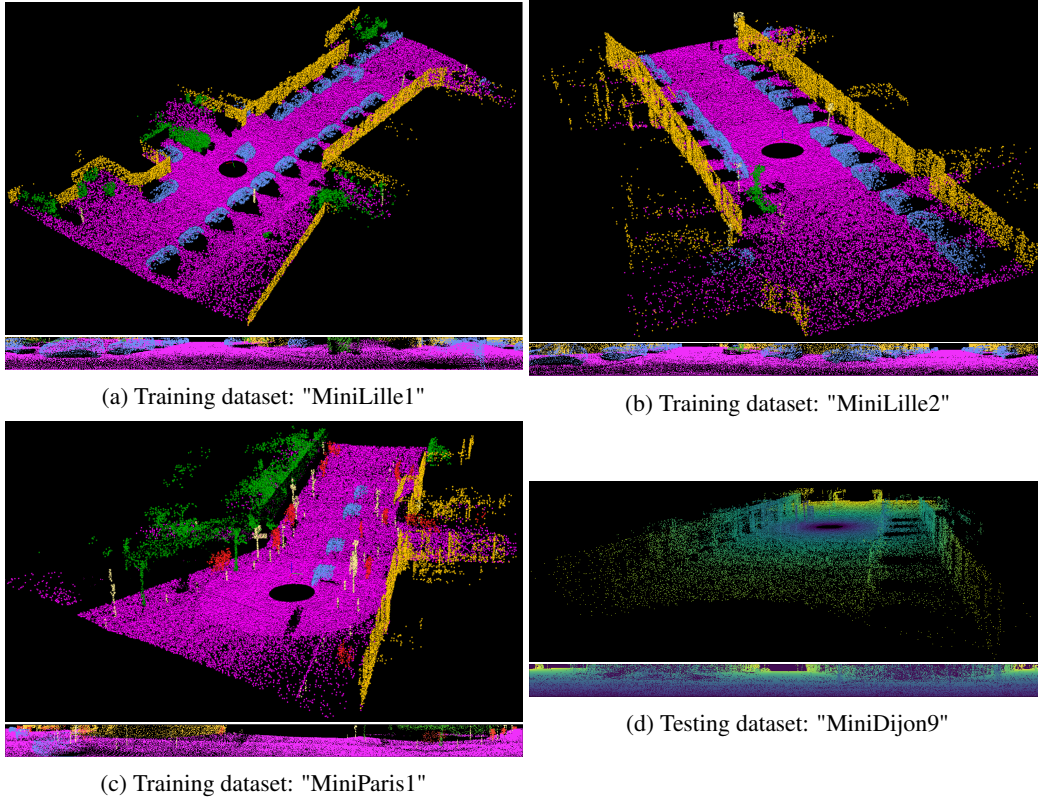 (a) Training dataset: "MiniLille1"
(b) Training dataset: "MiniLille2"
(c) Training dataset: "MiniParis1"
(d) Testing dataset: "MiniDijon9"